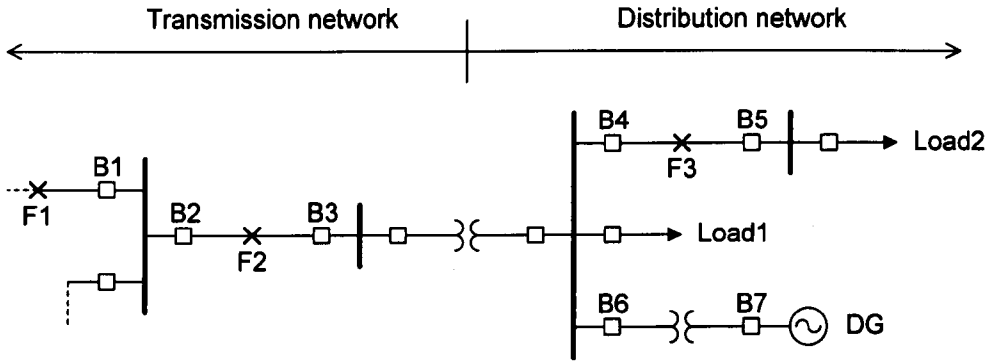 Transmission network
Distribution network
B1
F1
B2
F2
B3
B4
F3
B5
Load2
Load1
B6
B7
DG